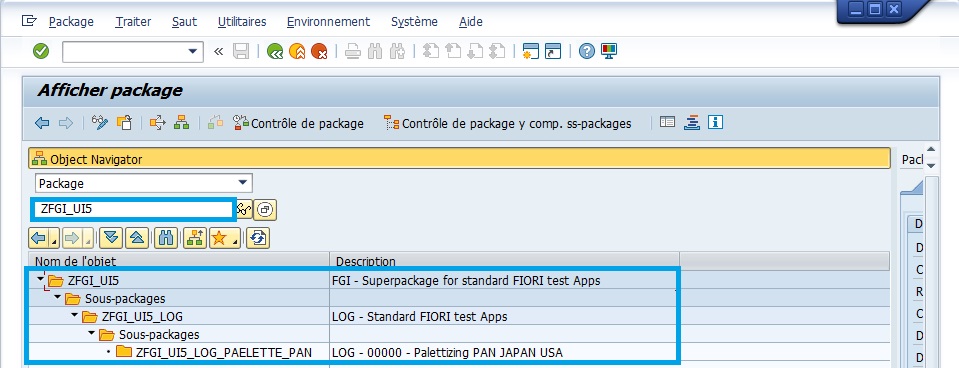 Package Traiter Saut Utilitaires Environnement Système Aide
Afficher package
Contrôle de package Contrôle de package y comp. ss-packages
Object Navigator
Pacl
Package
ZFGI_UI5
Nom de l'objet Description
ZFGI_UI5 FGI - Superpackage for standard FIORI test Apps
Sous-packages
ZFGI_UI5_LOG LOG - Standard FIORI test Apps
Sous-packages
ZFGI_UI5_LOG_PAELETTE_PAN LOG - 00000 - Palettizing PAN JAPAN USA
D
D
C
R
C
D
D